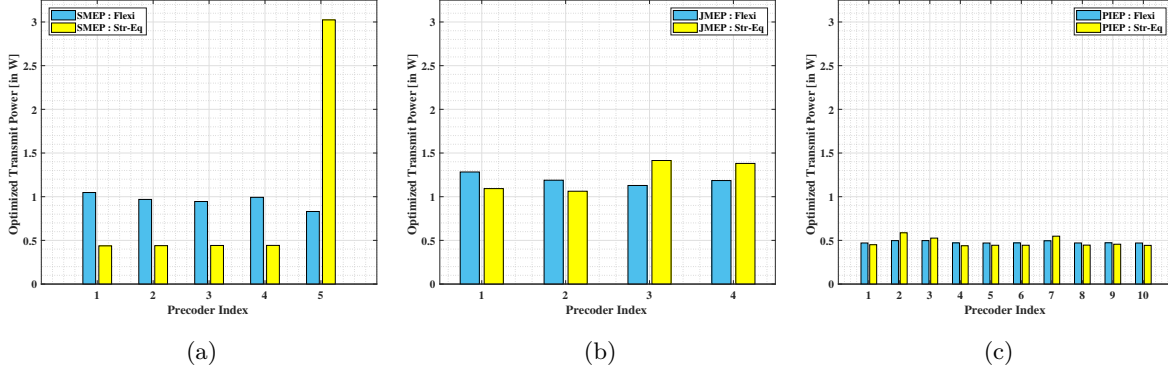 SMEP : Flexi
SMEP : Str-Eq
Optimized Transmit Power [in W]
3
2.5
2
1.5
1
0.5
0
1 2 3 4 5
Precoder Index
(a)
JMEP : Flexi
JMEP : Str-Eq
Optimized Transmit Power [in W]
3
2.5
2
1.5
1
0.5
0
1 2 3 4
Precoder Index
(b)
PIEP : Flexi
PIEP : Str-Eq
Optimized Transmit Power [in W]
3
2.5
2
1.5
1
0.5
0
1 2 3 4 5 6 7 8 9 10
Precoder Index
(c)